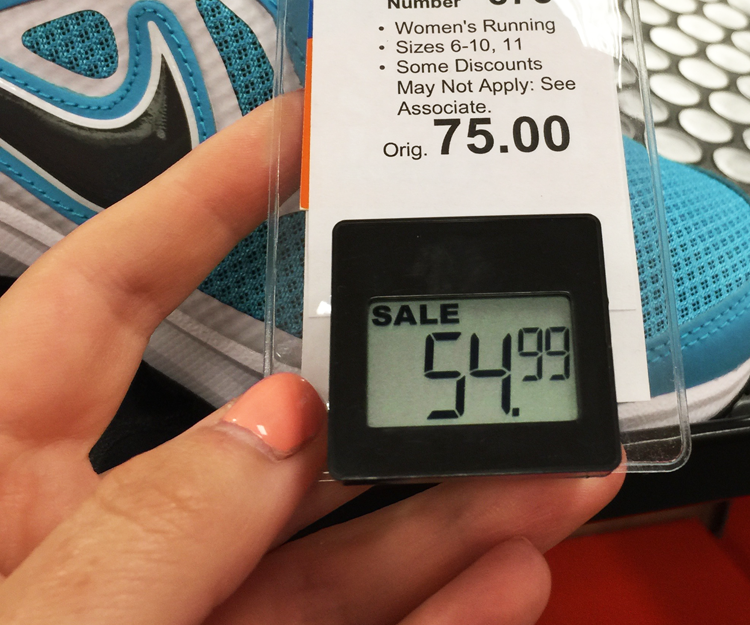 Number
• Women's Running
• Sizes 6-10, 11
• Some Discounts
May Not Apply: See
Associate.
Orig. 75.00
SALE
54.99